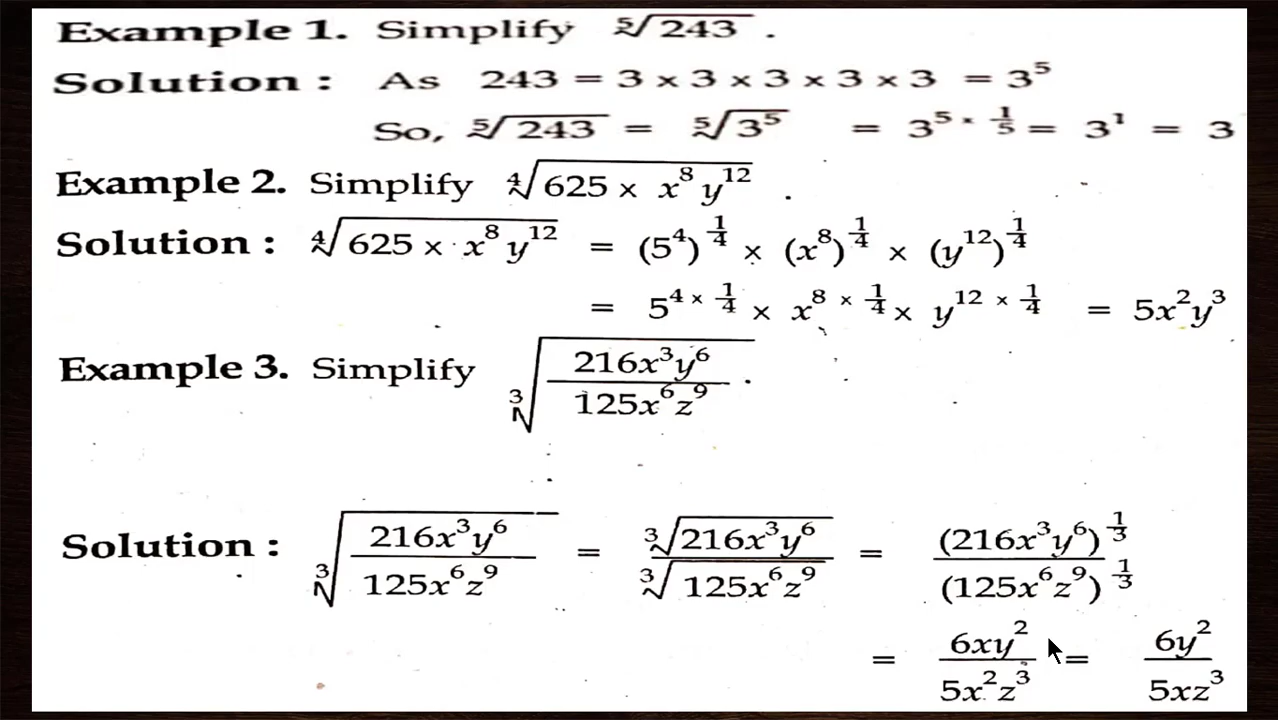 Example 1. Simplify ⁵√243 .
Solution : As 243 = 3 × 3 × 3 × 3 × 3 = 3⁵
So, ⁵√243 = ⁵√3⁵ = 3^(5 × 1/5) = 3¹ = 3
Example 2. Simplify ⁴√(625 × x⁸y¹²) .
Solution : ⁴√(625 × x⁸y¹²) = (5⁴)^(1/4) × (x⁸)^(1/4) × (y¹²)^(1/4)
= 5^(4 × 1/4) × x^(8 × 1/4) × y^(12 × 1/4) = 5x²y³
Example 3. Simplify ³√(216x³y⁶ / 125x⁶z⁹) .
Solution : ³√(216x³y⁶ / 125x⁶z⁹) = ³√(216x³y⁶) / ³√(125x⁶z⁹) = (216x³y⁶)^(1/3) / (125x⁶z⁹)^(1/3)
= 6xy² / 5x²z³ = 6y² / 5xz³